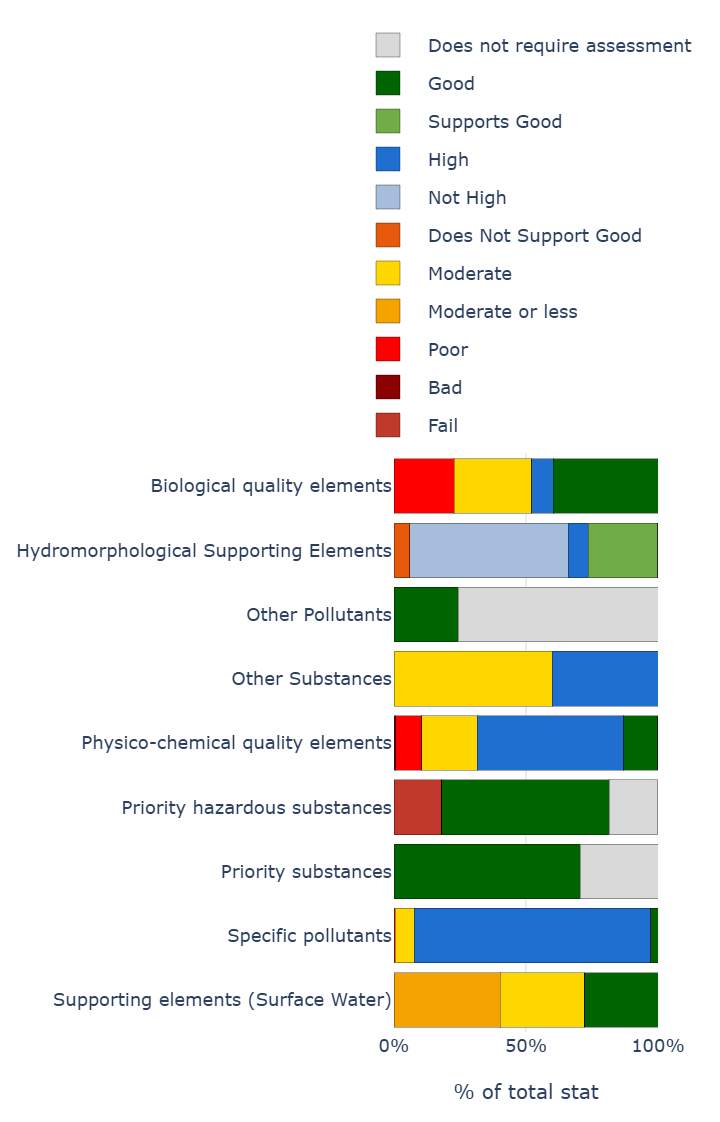 Does not require assessment
Good
Supports Good
High
Not High
Does Not Support Good
Moderate
Moderate or less
Poor
Bad
Fail
Biological quality elements
Hydromorphological Supporting Elements
Other Pollutants
Other Substances
Physico-chemical quality elements
Priority hazardous substances
Priority substances
Specific pollutants
Supporting elements (Surface Water)
0% 50% 100%
% of total stat